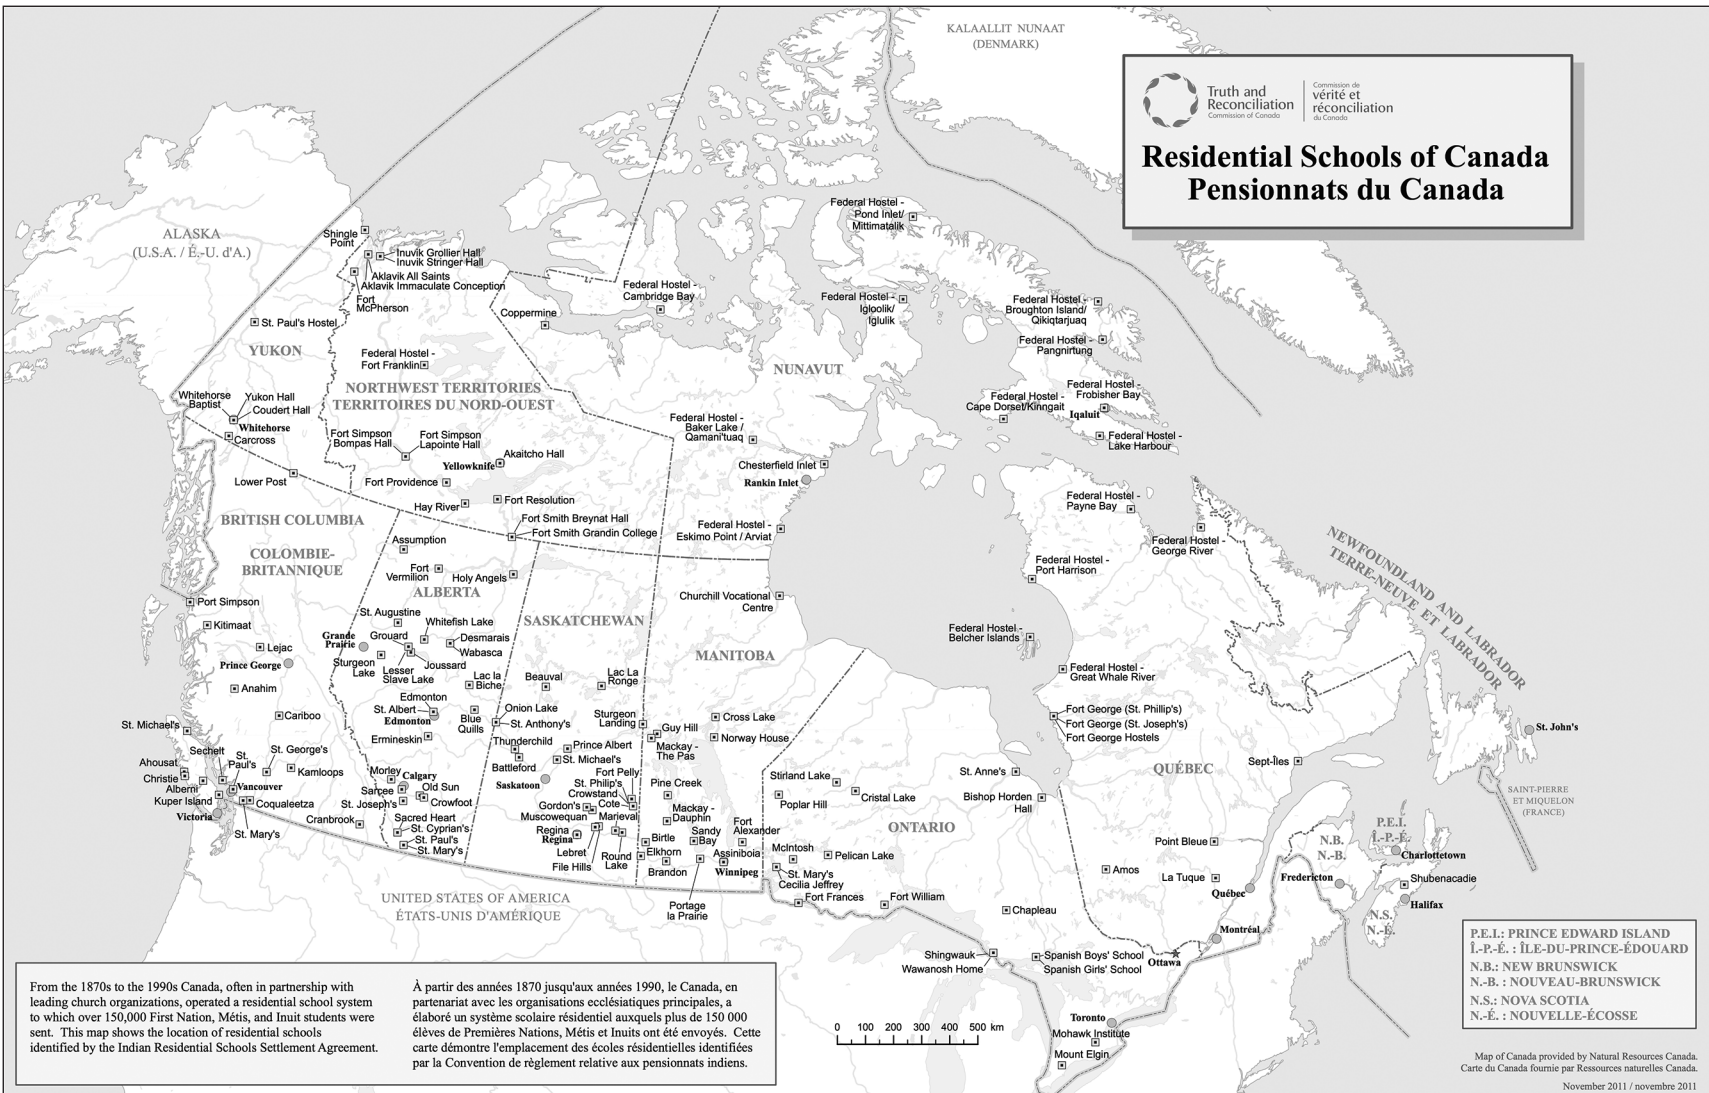 KALAALLIT NUNAAT
(DENMARK)
Truth and
Reconciliation
Commission of Canada
Commission de
vérité et
réconciliation
du Canada
Residential Schools of Canada
Pensionnats du Canada
ALASKA
(U.S.A. / É.-U. d'A.)
Shingle
Point
Inuvik Grollier Hall
Inuvik Stringer Hall
Aklavik All Saints
Aklavik Immaculate Conception
Fort
McPherson
St. Paul's Hostel
YUKON
Federal Hostel -
Fort Franklin
NORTHWEST TERRITORIES
TERRITOIRES DU NORD-OUEST
Coppermine
Federal Hostel -
Cambridge Bay
Federal Hostel -
Pond Inlet/
Mittimatalik
Federal Hostel -
Igloolik/
Iglulik
Federal Hostel -
Broughton Island/
Qikiqtarjuaq
Federal Hostel -
Pangnirtung
NUNAVUT
Federal Hostel -
Cape Dorset/Kinngait
Federal Hostel -
Frobisher Bay
Iqaluit
Federal Hostel -
Lake Harbour
Federal Hostel -
Baker Lake /
Qamani'tuaq
Chesterfield Inlet
Rankin Inlet
Federal Hostel -
Eskimo Point / Arviat
Whitehorse
Baptist
Yukon Hall
Coudert Hall
Whitehorse
Carcross
Lower Post
Fort Simpson
Bompas Hall
Fort Simpson
Lapointe Hall
Akaitcho Hall
Yellowknife
Fort Providence
Hay River
Fort Resolution
Fort Smith Breynat Hall
Fort Smith Grandin College
BRITISH COLUMBIA
COLOMBIE-
BRITANNIQUE
Port Simpson
Kitimaat
Lejac
Prince George
Anahim
Cariboo
St. Michael's
Sechelt
St.
Paul's
St. George's
Kamloops
Ahousat
Christie
Alberni
Vancouver
Kuper Island
Coqualeetza
Victoria
St. Mary's
Cranbrook
Assumption
Fort
Vermilion
Holy Angels
ALBERTA
St. Augustine
Whitefish Lake
Grande
Prairie
Grouard
Desmarais
Wabasca
Sturgeon
Lake
Lesser
Slave Lake
Joussard
Lac la
Biche
Edmonton
St. Albert
Edmonton
Blue
Quills
Ermineskin
Morley
Calgary
Sarcee
Old Sun
St. Joseph's
Crowfoot
Sacred Heart
St. Cyprian's
St. Paul's
St. Mary's
SASKATCHEWAN
Beauval
Lac La
Ronge
Onion Lake
St. Anthony's
Sturgeon
Landing
Thunderchild
Prince Albert
Battleford
St. Michael's
Saskatoon
Fort Pelly
St. Philip's
Crowstand
Gordon's
Cote
Muscowequan
Marieval
Regina
Regina
Lebret
File Hills
Round
Lake
MANITOBA
Churchill Vocational
Centre
Cross Lake
Guy Hill
Norway House
Mackay -
The Pas
Pine Creek
Mackay -
Dauphin
Birtle
Sandy
Bay
Fort
Alexander
Elkhorn
Brandon
Assiniboia
Winnipeg
Portage
la Prairie
ONTARIO
Stirland Lake
Poplar Hill
Cristal Lake
McIntosh
Pelican Lake
St. Mary's
Cecilia Jeffrey
Fort Frances
Fort William
St. Anne's
Bishop Horden
Hall
Chapleau
Shingwauk
Wawanosh Home
Spanish Boys' School
Spanish Girls' School
Ottawa
Toronto
Mohawk Institute
Mount Elgin
Federal Hostel -
Payne Bay
Federal Hostel -
George River
Federal Hostel -
Port Harrison
Federal Hostel -
Belcher Islands
Federal Hostel -
Great Whale River
Fort George (St. Phillip's)
Fort George (St. Joseph's)
Fort George Hostels
QUÉBEC
Sept-Îles
Point Bleue
Amos
La Tuque
Québec
Montréal
NEWFOUNDLAND AND LABRADOR
TERRE-NEUVE ET LABRADOR
St. John's
SAINT-PIERRE
ET MIQUELON
(FRANCE)
P.E.I.
Î.-P.-É.
N.B.
N.-B.
Charlottetown
Fredericton
Shubenacadie
Halifax
N.S.
N.-É.
UNITED STATES OF AMERICA
ÉTATS-UNIS D'AMÉRIQUE
From the 1870s to the 1990s Canada, often in partnership with
leading church organizations, operated a residential school system
to which over 150,000 First Nation, Métis, and Inuit students were
sent. This map shows the location of residential schools
identified by the Indian Residential Schools Settlement Agreement.
À partir des années 1870 jusqu'aux années 1990, le Canada, en
partenariat avec les organisations ecclésiatiques principales, a
élaboré un système scolaire résidentiel auxquels plus de 150 000
élèves de Premières Nations, Métis et Inuits ont été envoyés. Cette
carte démontre l'emplacement des écoles résidentielles identifiées
par la Convention de règlement relative aux pensionnats indiens.
0 100 200 300 400 500 km
P.E.I.: PRINCE EDWARD ISLAND
Î.-P.-É. : ÎLE-DU-PRINCE-ÉDOUARD
N.B.: NEW BRUNSWICK
N.-B. : NOUVEAU-BRUNSWICK
N.S.: NOVA SCOTIA
N.-É. : NOUVELLE-ÉCOSSE
Map of Canada provided by Natural Resources Canada.
Carte du Canada fournie par Ressources naturelles Canada.
November 2011 / novembre 2011